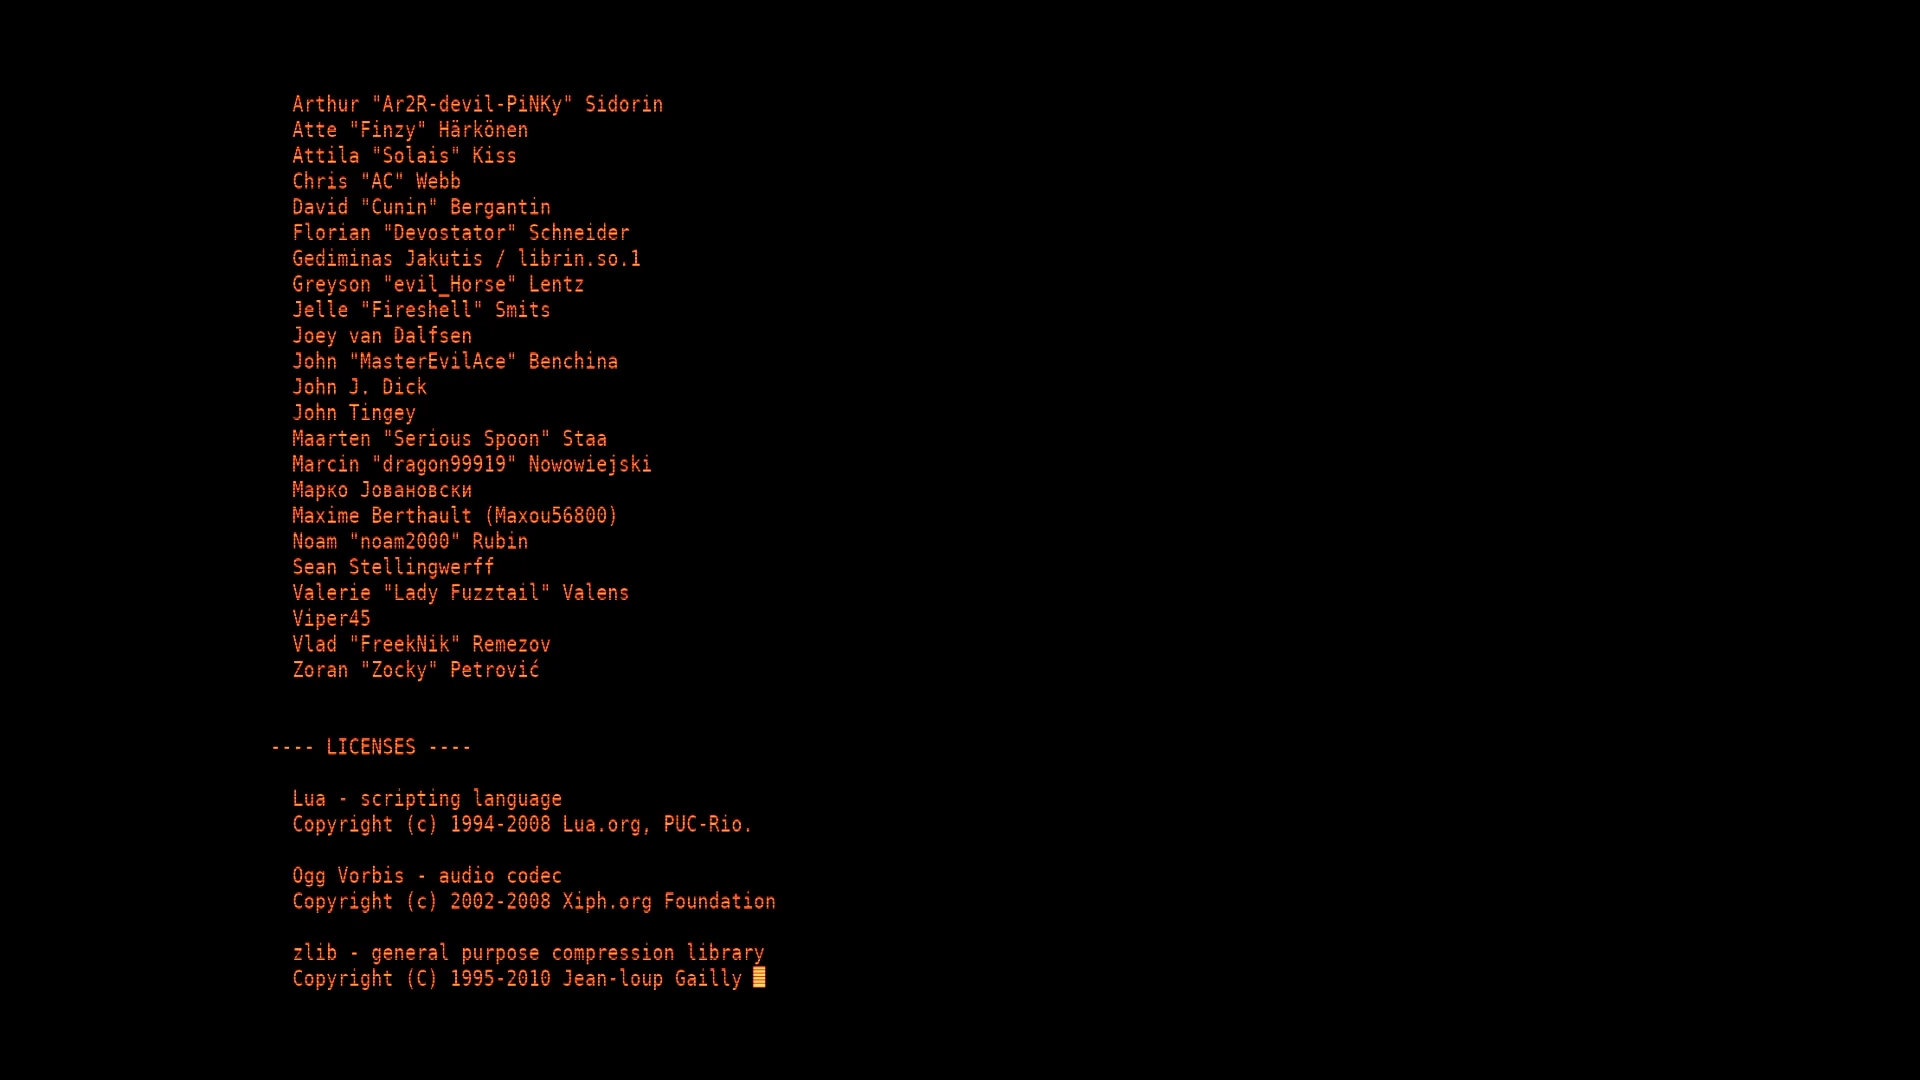 Arthur "Ar2R-devil-PiNKy" Sidorin
Atte "Finzy" Härkönen
Attila "Solais" Kiss
Chris "AC" Webb
David "Cunin" Bergantin
Florian "Devostator" Schneider
Gediminas Jakutis / librin.so.1
Greyson "evil_Horse" Lentz
Jelle "Fireshell" Smits
Joey van Dalfsen
John "MasterEvilAce" Benchina
John J. Dick
John Tingey
Maarten "Serious Spoon" Staa
Marcin "dragon99919" Nowowiejski
Марко Јовановски
Maxime Berthault (Maxou56800)
Noam "noam2000" Rubin
Sean Stellingwerff
Valerie "Lady Fuzztail" Valens
Viper45
Vlad "FreekNik" Remezov
Zoran "Zocky" Petrović
---- LICENSES ----
Lua - scripting language
Copyright (c) 1994-2008 Lua.org, PUC-Rio.
Ogg Vorbis - audio codec
Copyright (c) 2002-2008 Xiph.org Foundation
zlib - general purpose compression library
Copyright (C) 1995-2010 Jean-loup Gailly